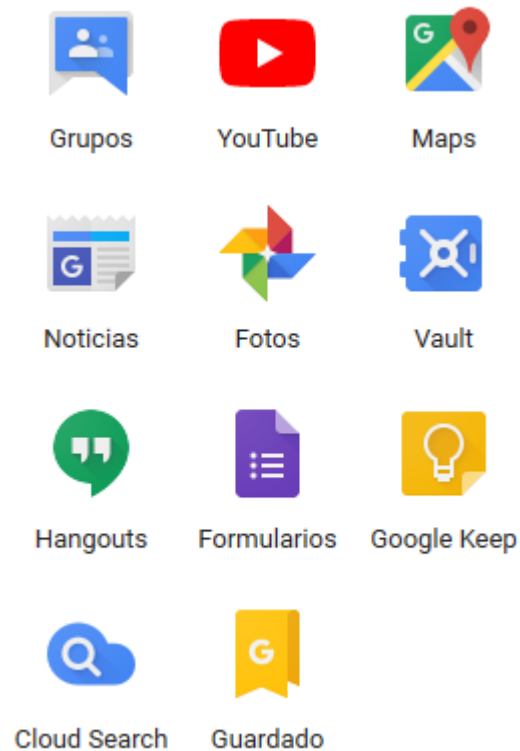 Grupos
YouTube
Maps
Noticias
Fotos
Vault
Hangouts
Formularios
Google Keep
Cloud Search
Guardado